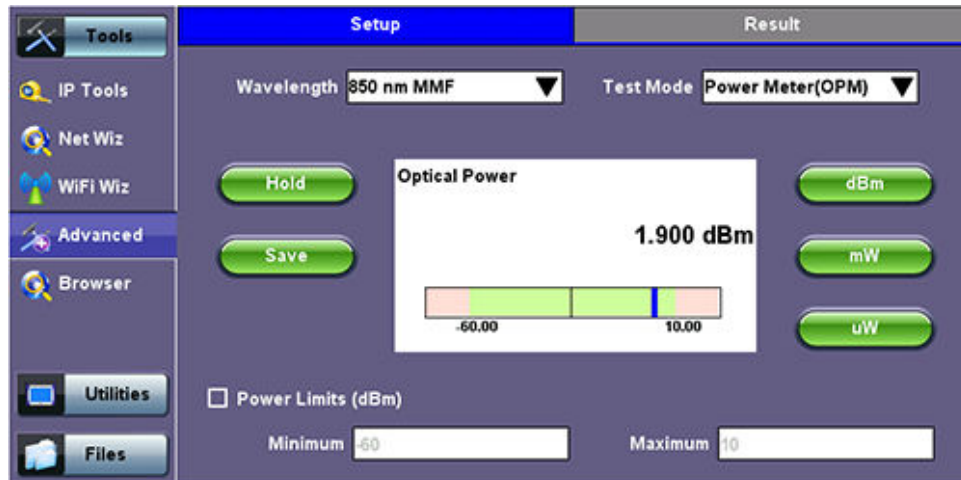 Tools
IP Tools
Net Wiz
WiFi Wiz
Advanced
Browser
Utilities
Files
Setup
Result
Wavelength 850 nm MMF
Test Mode Power Meter(OPM)
Hold
Save
Optical Power
1.900 dBm
-60.00 10.00
dBm
mW
uW
Power Limits (dBm)
Minimum -60
Maximum 10